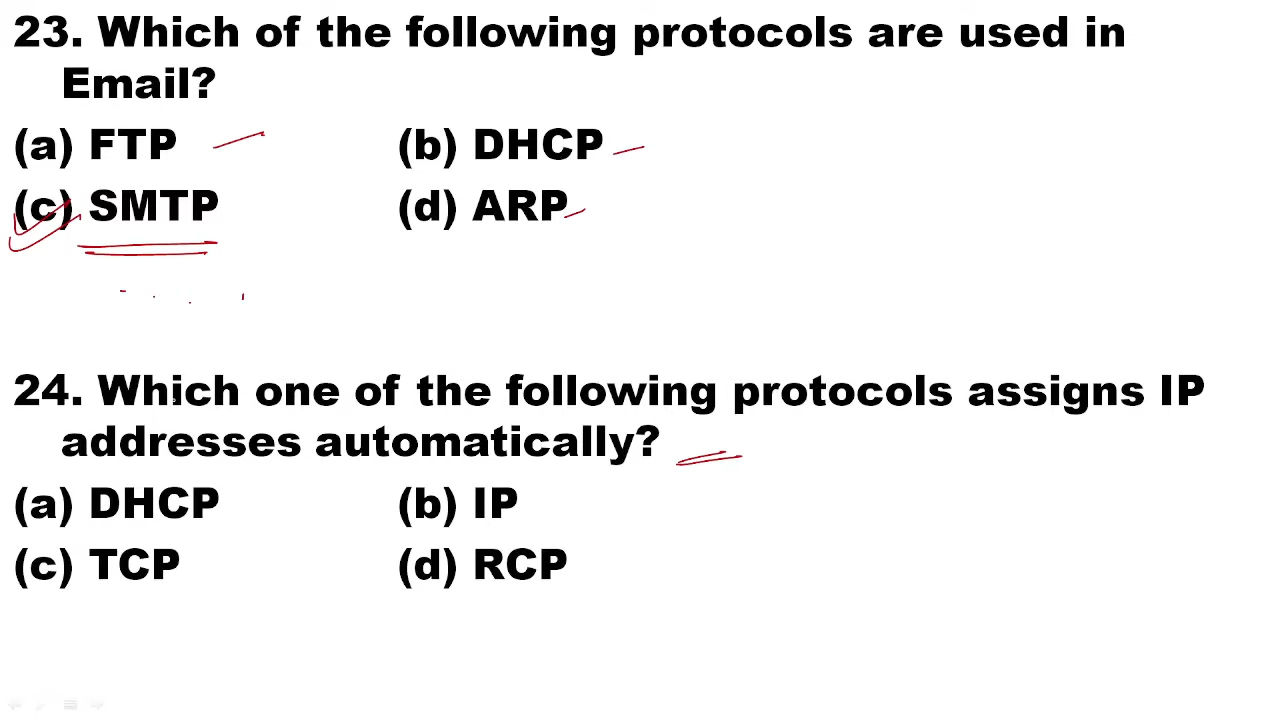 23. Which of the following protocols are used in
Email?
(a) FTP (b) DHCP
(c) SMTP (d) ARP
24. Which one of the following protocols assigns IP
addresses automatically?
(a) DHCP (b) IP
(c) TCP (d) RCP